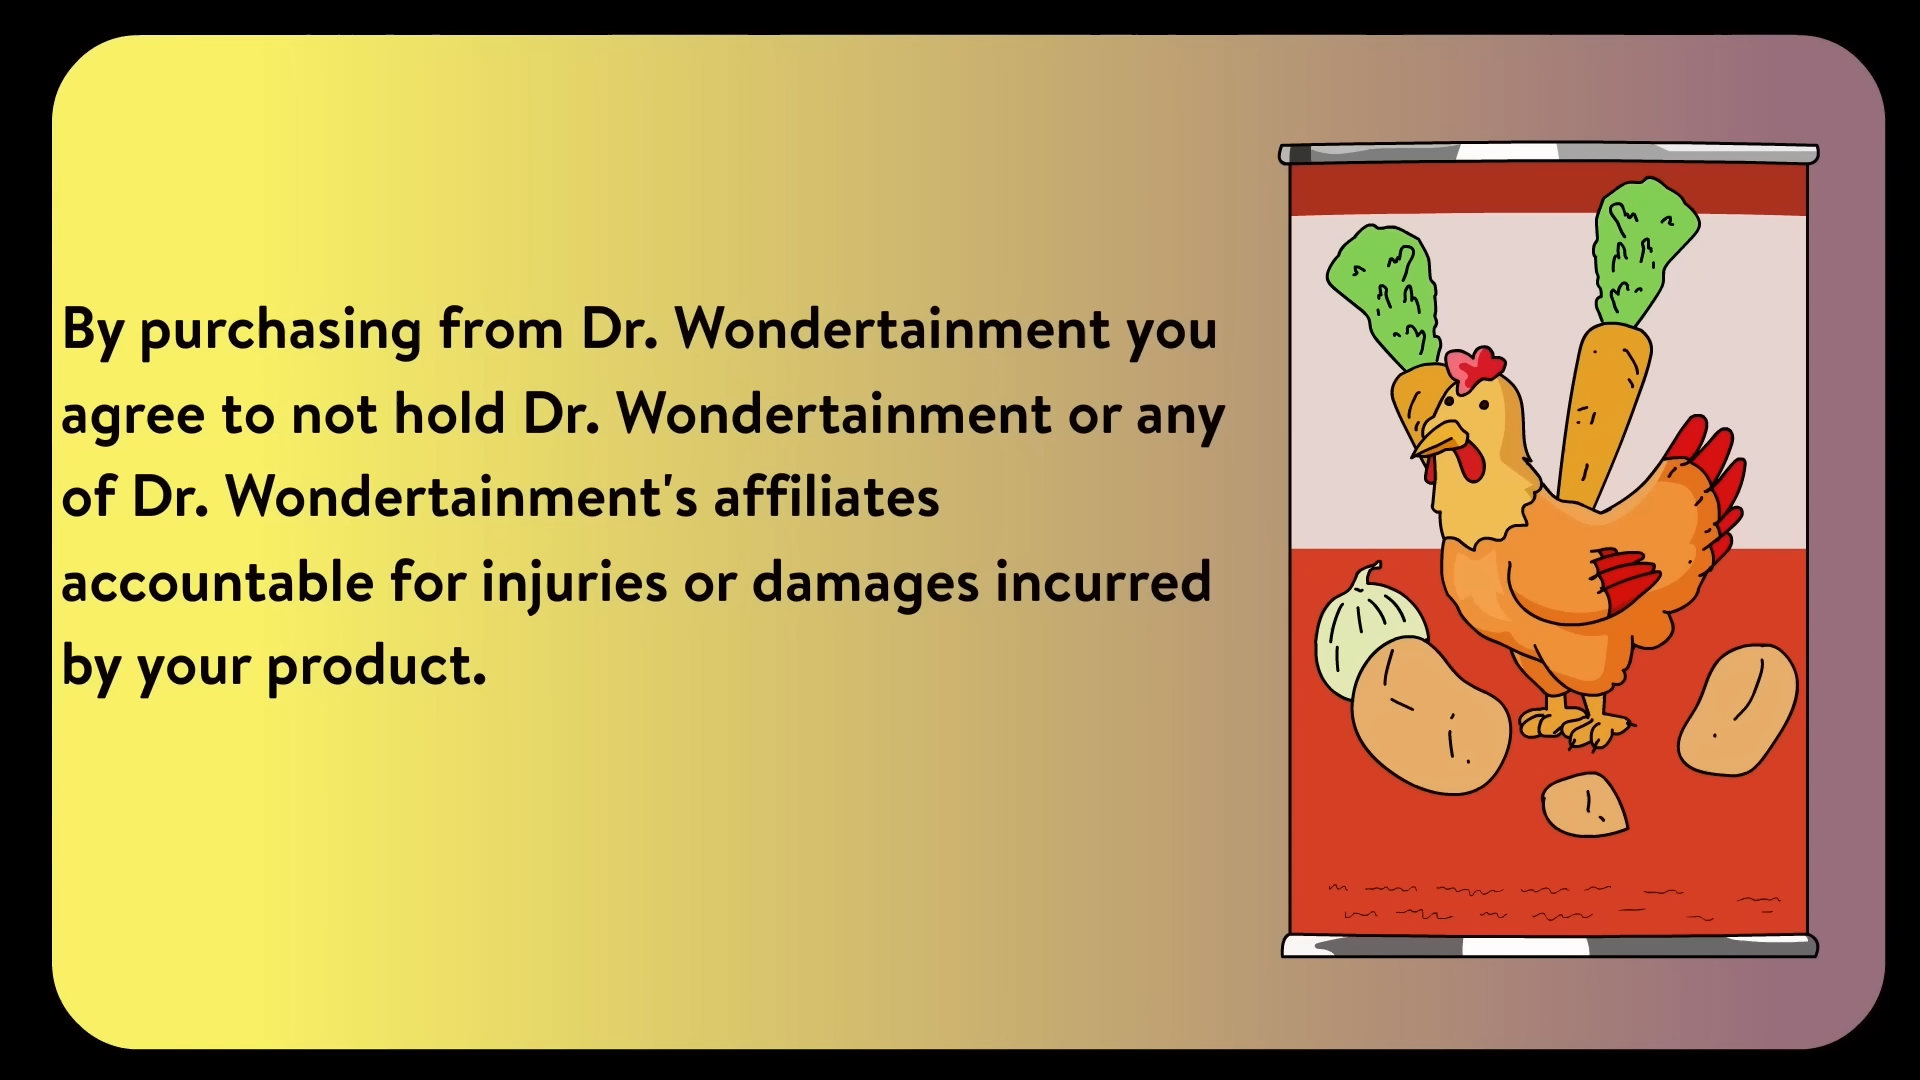 By purchasing from Dr. Wondertainment you
agree to not hold Dr. Wondertainment or any
of Dr. Wondertainment's affiliates
accountable for injuries or damages incurred
by your product.